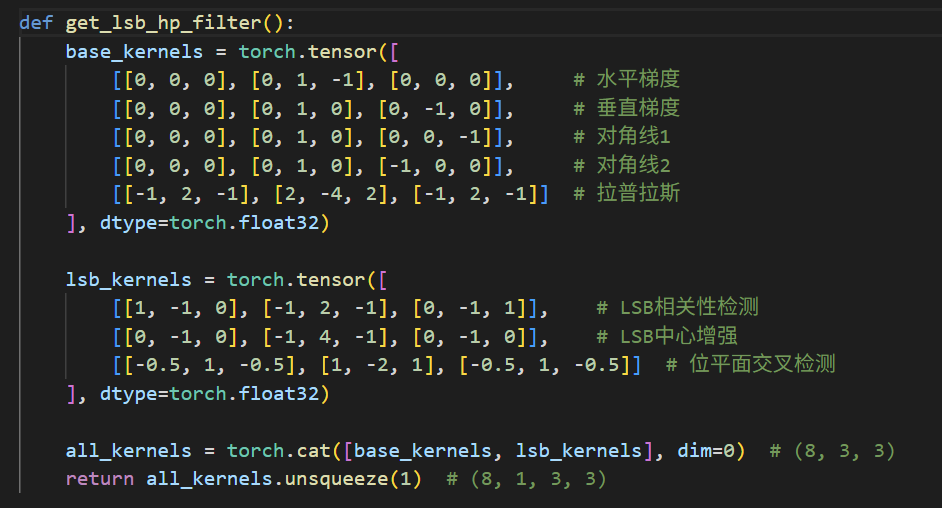 def get_lsb_hp_filter():
    base_kernels = torch.tensor([
        [[0, 0, 0], [0, 1, -1], [0, 0, 0]],     # 水平梯度
        [[0, 0, 0], [0, 1, 0], [0, -1, 0]],     # 垂直梯度
        [[0, 0, 0], [0, 1, 0], [0, 0, -1]],     # 对角线1
        [[0, 0, 0], [0, 1, 0], [-1, 0, 0]],     # 对角线2
        [[-1, 2, -1], [2, -4, 2], [-1, 2, -1]]  # 拉普拉斯
    ], dtype=torch.float32)
    lsb_kernels = torch.tensor([
        [[1, -1, 0], [-1, 2, -1], [0, -1, 1]],    # LSB相关性检测
        [[0, -1, 0], [-1, 4, -1], [0, -1, 0]],    # LSB中心增强
        [[-0.5, 1, -0.5], [1, -2, 1], [-0.5, 1, -0.5]]  # 位平面交叉检测
    ], dtype=torch.float32)
    all_kernels = torch.cat([base_kernels, lsb_kernels], dim=0)  # (8, 3, 3)
    return all_kernels.unsqueeze(1)  # (8, 1, 3, 3)